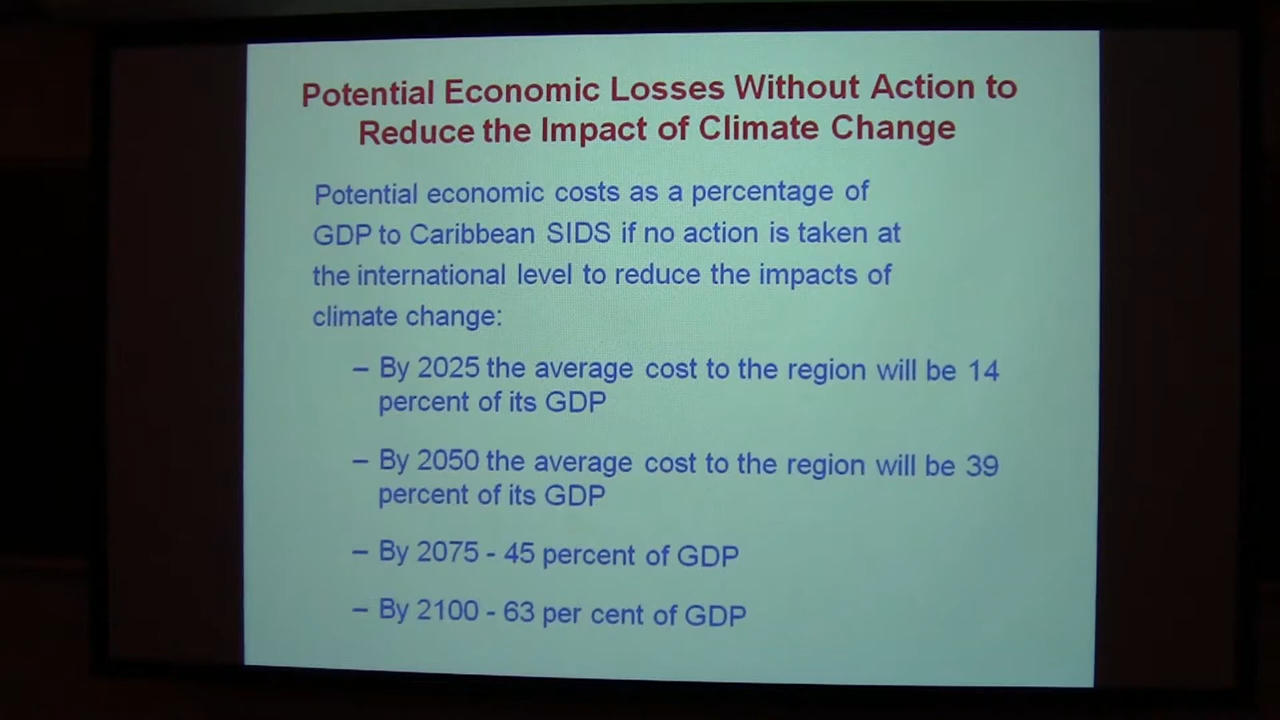 Potential Economic Losses Without Action to
Reduce the Impact of Climate Change
Potential economic costs as a percentage of
GDP to Caribbean SIDS if no action is taken at
the international level to reduce the impacts of
climate change:
– By 2025 the average cost to the region will be 14
percent of its GDP
– By 2050 the average cost to the region will be 39
percent of its GDP
– By 2075 - 45 percent of GDP
– By 2100 - 63 per cent of GDP